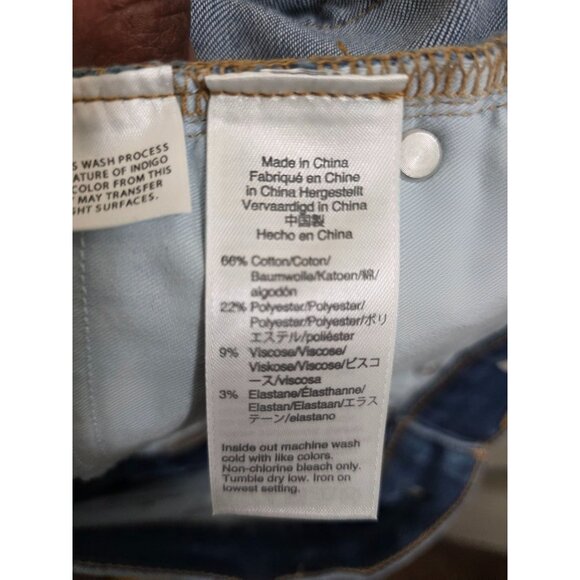 S WASH PROCESS
ATURE OF INDIGO
COLOR FROM THIS
MAY TRANSFER
HT SURFACES.
Made in China
Fabriqué en Chine
in China Hergestellt
Vervaardigd in China
中国製
Hecho en China
66% Cotton/Coton/
Baumwolle/Katoen/綿/
algodón
22% Polyester/Polyester/
Polyester/Polyester/ポリ
エステル/poliéster
9% Viscose/Viscose/
Viskose/Viscose/ビスコ
ース/viscosa
3% Elastane/Élasthanne/
Elastan/Elastaan/エラス
テーン/elastano
Inside out machine wash
cold with like colors.
Non-chlorine bleach only.
Tumble dry low. Iron on
lowest setting.